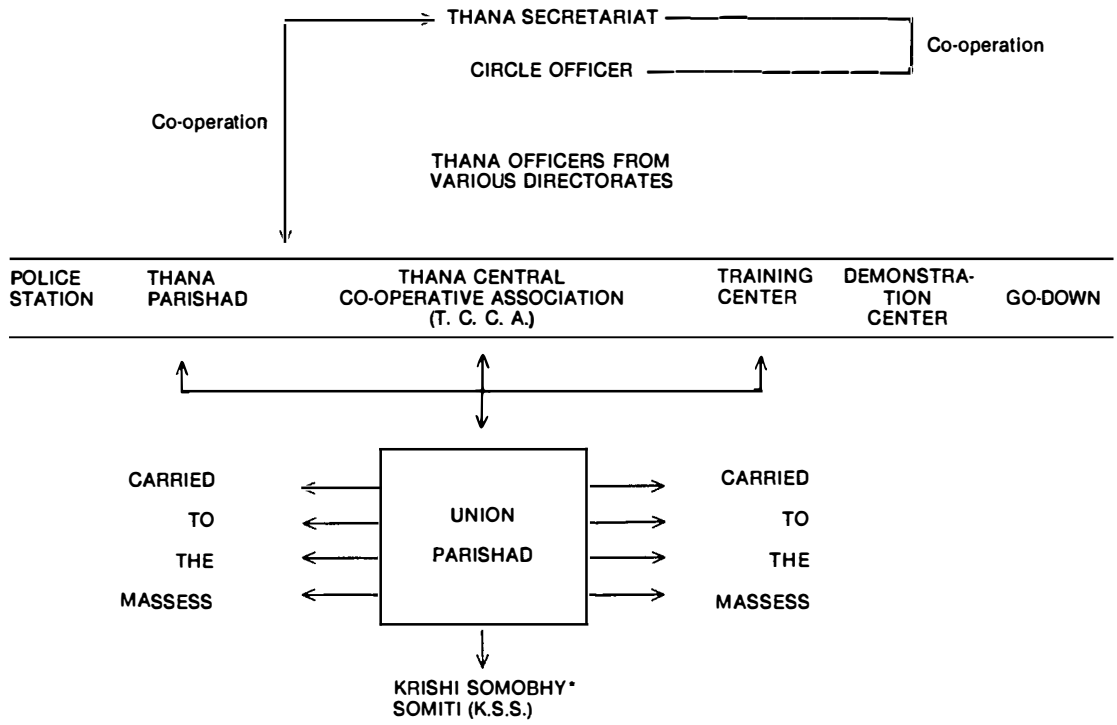 THANA SECRETARIAT
Co-operation
CIRCLE OFFICER
Co-operation
THANA OFFICERS FROM
VARIOUS DIRECTORATES
POLICE
STATION
THANA
PARISHAD
THANA CENTRAL
CO-OPERATIVE ASSOCIATION
(T. C. C. A.)
TRAINING
CENTER
DEMONSTRA-
TION
CENTER
GO-DOWN
CARRIED
TO
THE
MASSESS
UNION
PARISHAD
CARRIED
TO
THE
MASSESS
KRISHI SOMOBHY*
SOMITI (K.S.S.)